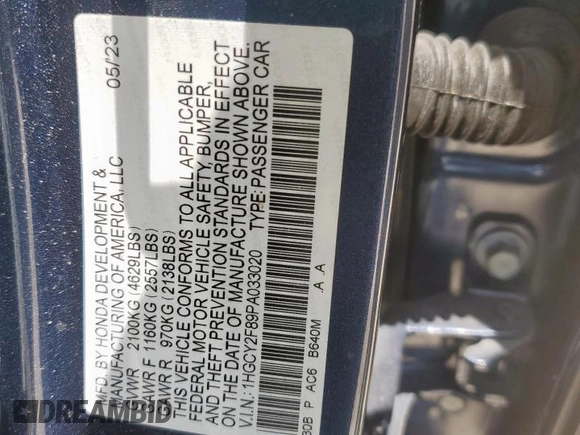 MFD. BY HONDA DEVELOPMENT & 05/23
MANUFACTURING OF AMERICA, LLC
GVWR 2100KG (4629LBS)
GAWR F 1160KG (2557LBS)
GAWR R 970KG (2138LBS)
THIS VEHICLE CONFORMS TO ALL APPLICABLE
FEDERAL MOTOR VEHICLE SAFETY, BUMPER,
AND THEFT PREVENTION STANDARDS IN EFFECT
ON THE DATE OF MANUFACTURE SHOWN ABOVE.
V.I.N.: 1HGCY2F89PA033020 TYPE: PASSENGER CAR
30B P AC6 B640M .A .A
DREAMBID